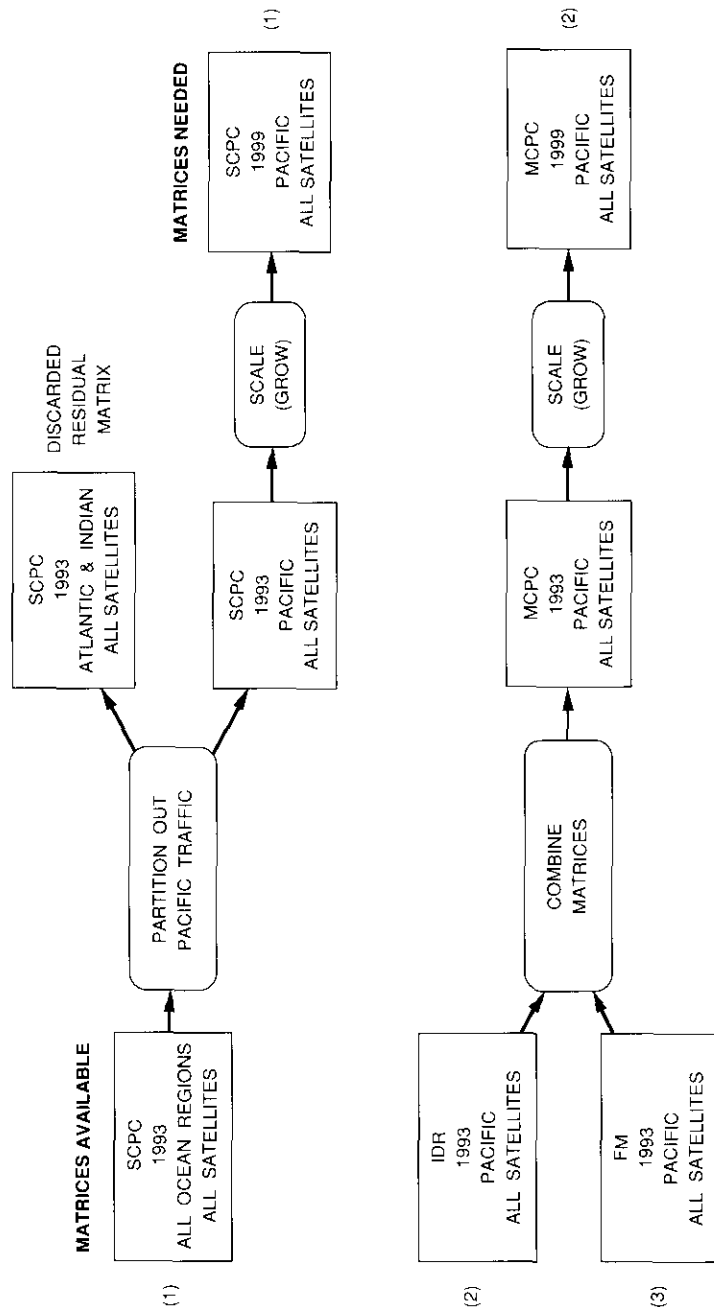 MATRICES AVAILABLE
(1)
SCPC
1993
ALL OCEAN REGIONS
ALL SATELLITES
PARTITION OUT
PACIFIC TRAFFIC
SCPC
1993
ATLANTIC & INDIAN
ALL SATELLITES
DISCARDED
RESIDUAL
MATRIX
SCPC
1993
PACIFIC
ALL SATELLITES
SCALE
(GROW)
MATRICES NEEDED
SCPC
1999
PACIFIC
ALL SATELLITES
(1)
(2)
IDR
1993
PACIFIC
ALL SATELLITES
(3)
FM
1993
PACIFIC
ALL SATELLITES
COMBINE
MATRICES
MCPC
1993
PACIFIC
ALL SATELLITES
SCALE
(GROW)
MCPC
1999
PACIFIC
ALL SATELLITES
(2)